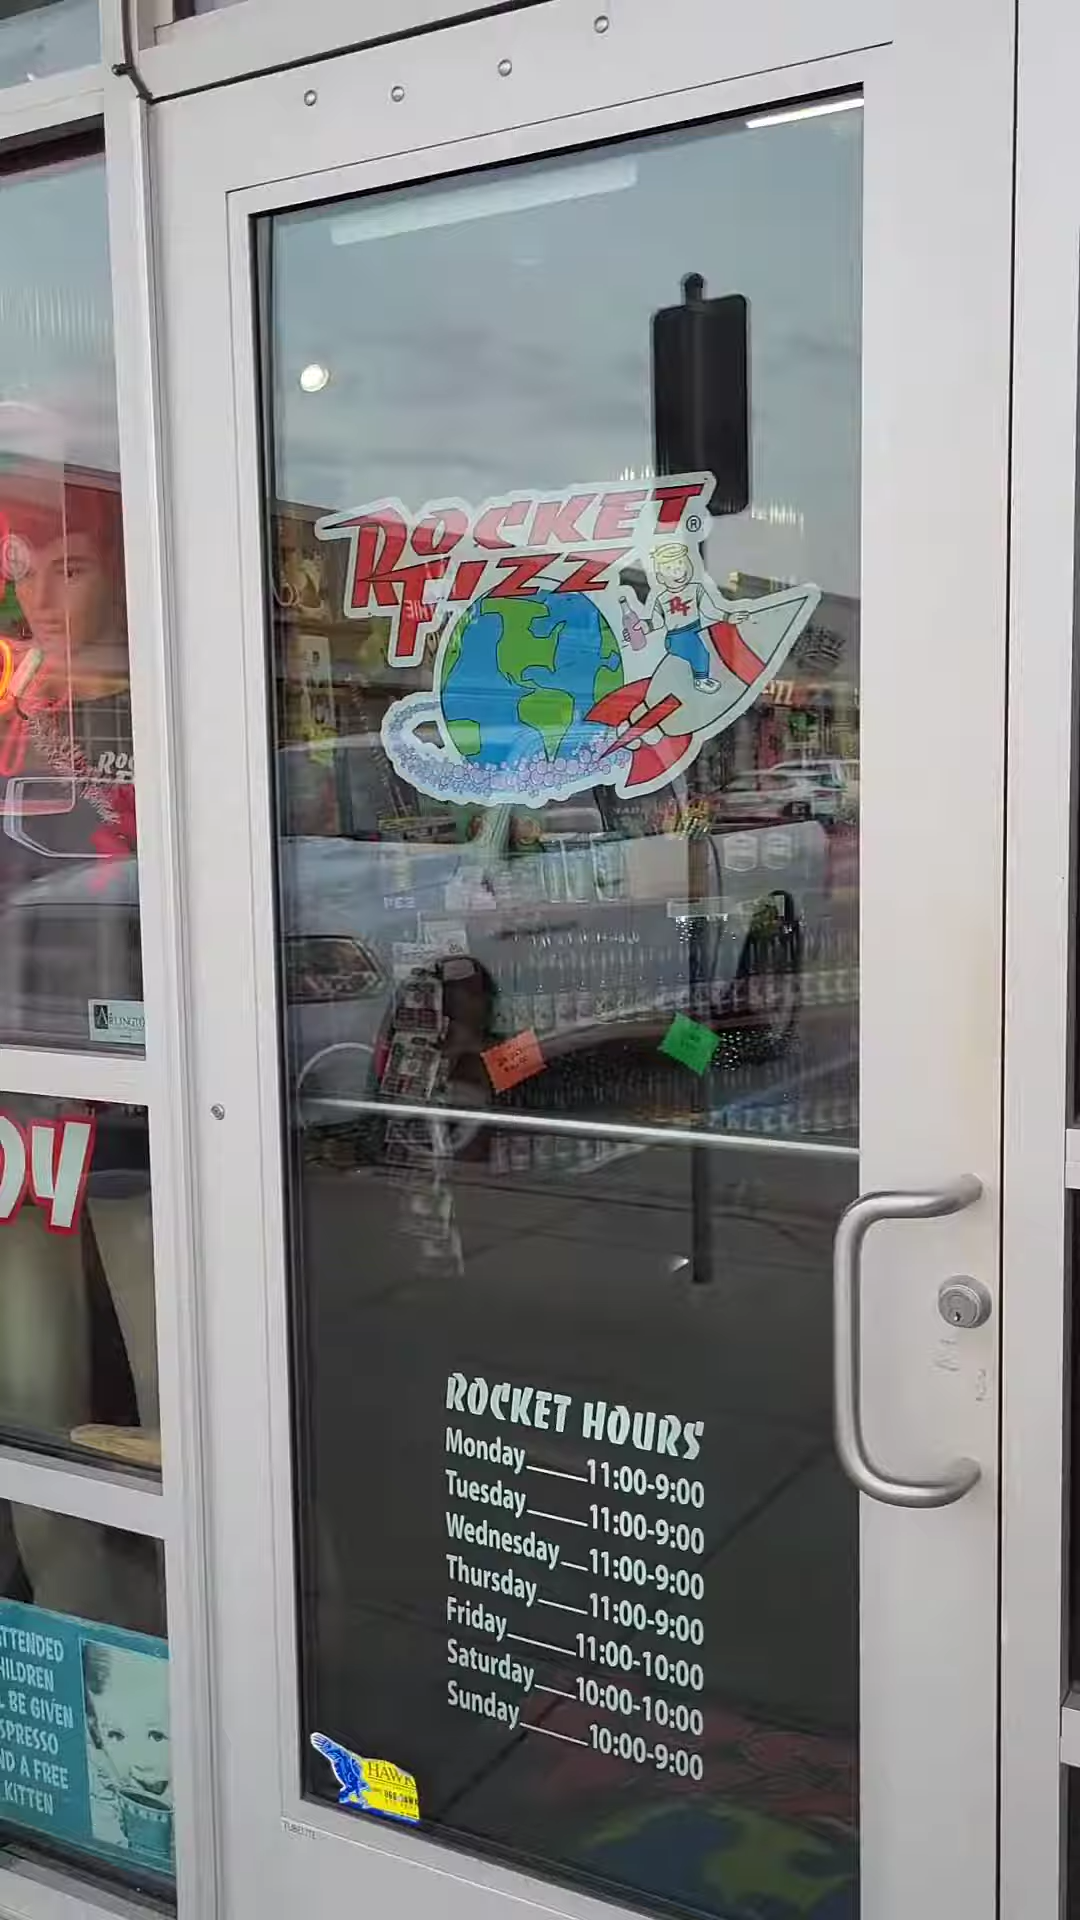 ROCKET
FIZZ
®
RF
ARLINGTON
ROCKET HOURS
Monday 11:00-9:00
Tuesday 11:00-9:00
Wednesday 11:00-9:00
Thursday 11:00-9:00
Friday 11:00-10:00
Saturday 10:00-10:00
Sunday 10:00-9:00
TTENDED
HILDREN
BE GIVEN
SPRESSO
ND A FREE
KITTEN
HAWK
TUBELITE